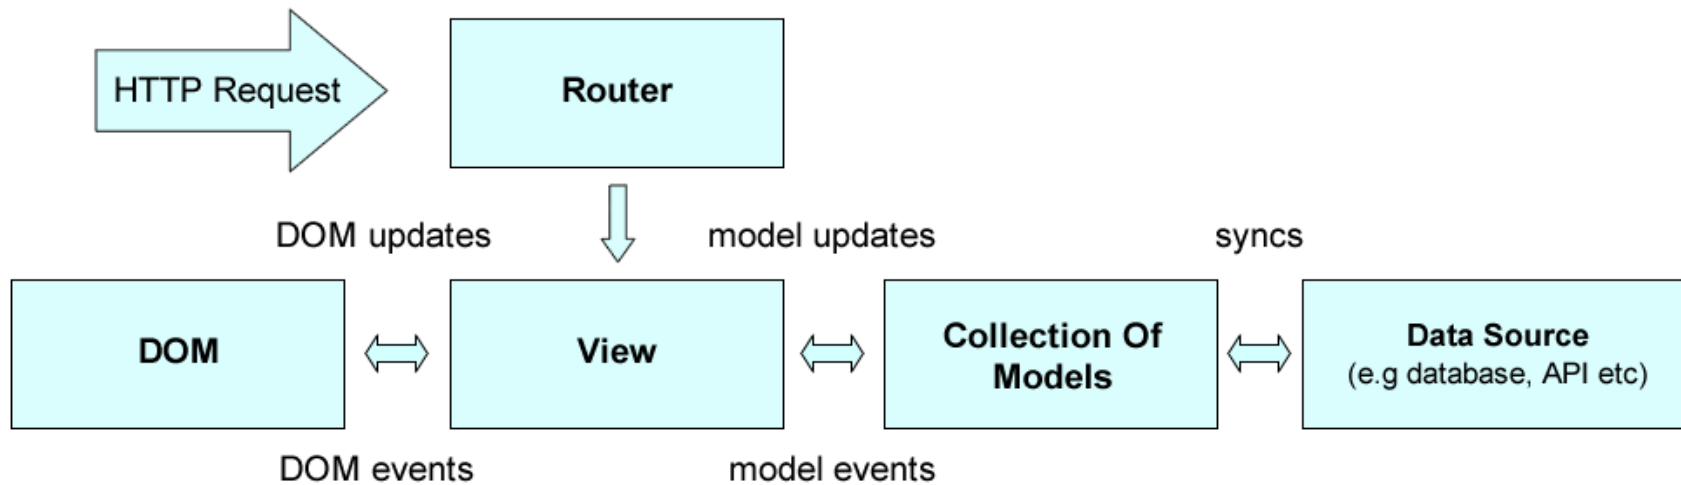 HTTP Request
Router
DOM updates
model updates
syncs
DOM
View
Collection Of
Models
Data Source
(e.g database, API etc)
DOM events
model events